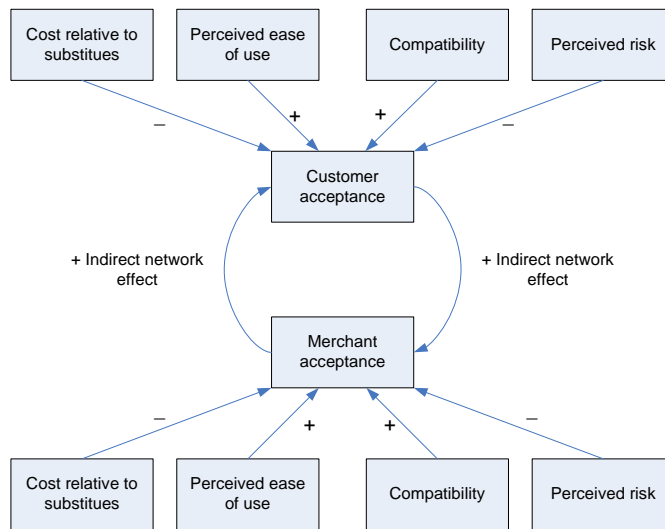 Cost relative to
substitues
Perceived ease
of use
Compatibility
Perceived risk
–
+
+
–
Customer
acceptance
+ Indirect network
effect
+ Indirect network
effect
Merchant
acceptance
–
+
+
–
Cost relative to
substitues
Perceived ease
of use
Compatibility
Perceived risk